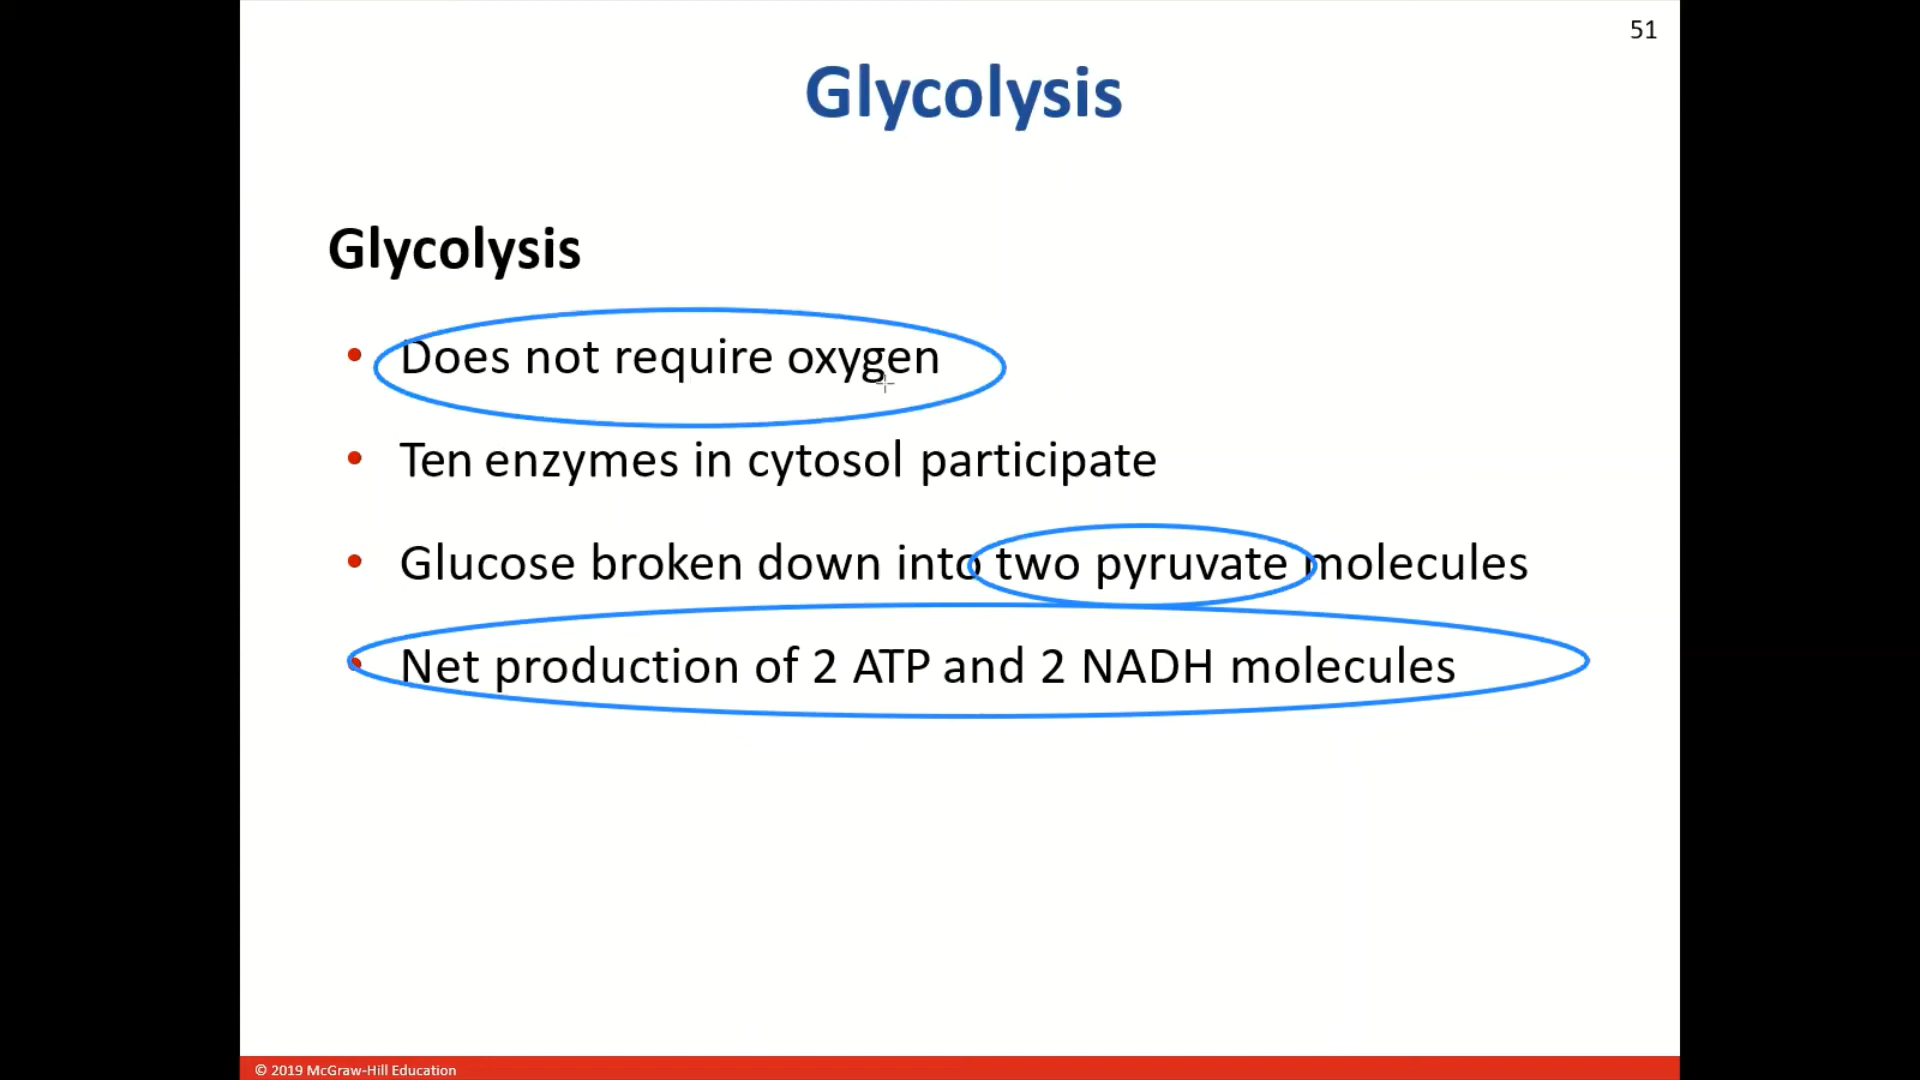 51
Glycolysis
Glycolysis
• Does not require oxygen
• Ten enzymes in cytosol participate
• Glucose broken down into two pyruvate molecules
• Net production of 2 ATP and 2 NADH molecules
© 2019 McGraw-Hill Education